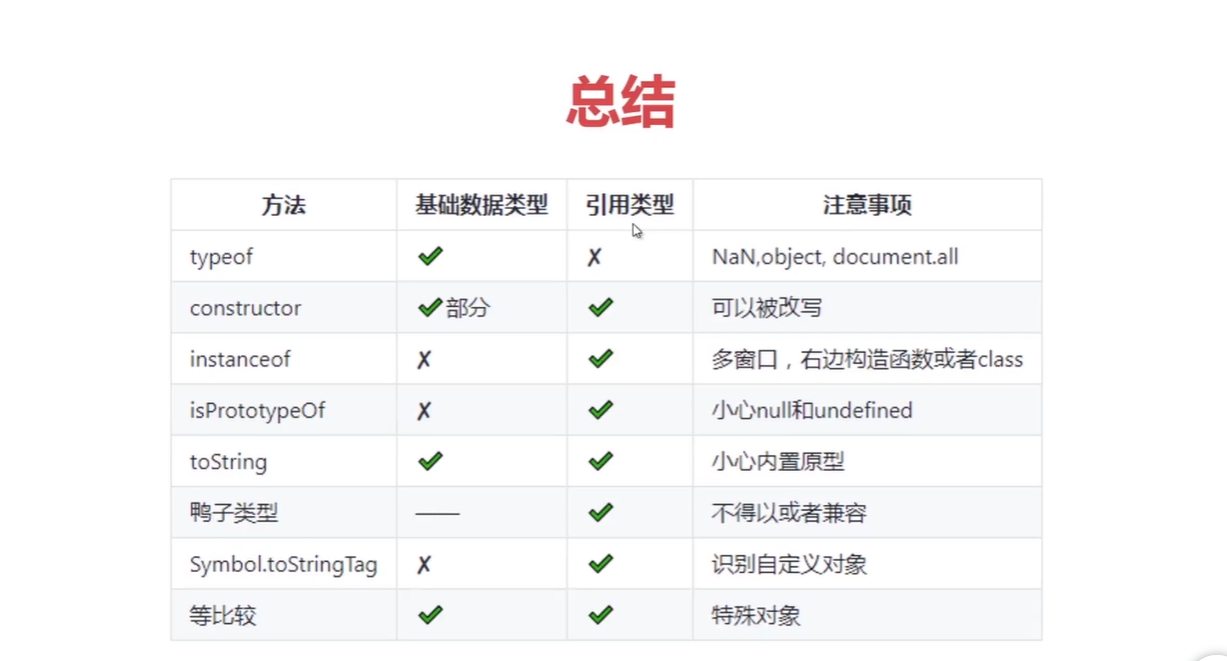 总结
方法 基础数据类型 引用类型 注意事项
typeof ✔ ✗ NaN,object, document.all
constructor ✔部分 ✔ 可以被改写
instanceof ✗ ✔ 多窗口，右边构造函数或者class
isPrototypeOf ✗ ✔ 小心null和undefined
toString ✔ ✔ 小心内置原型
鸭子类型 —— ✔ 不得以或者兼容
Symbol.toStringTag ✗ ✔ 识别自定义对象
等比较 ✔ ✔ 特殊对象